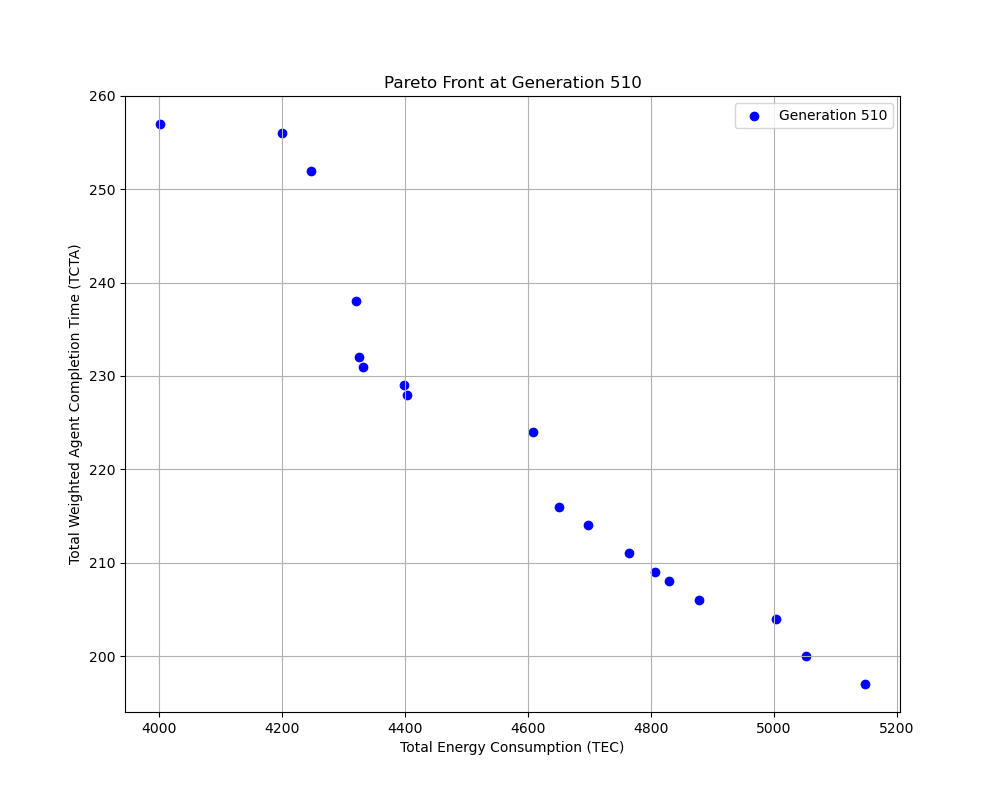 Pareto Front at Generation 510
Generation 510
260
250
240
230
220
210
200
Total Weighted Agent Completion Time (TCTA)
4000 4200 4400 4600 4800 5000 5200
Total Energy Consumption (TEC)